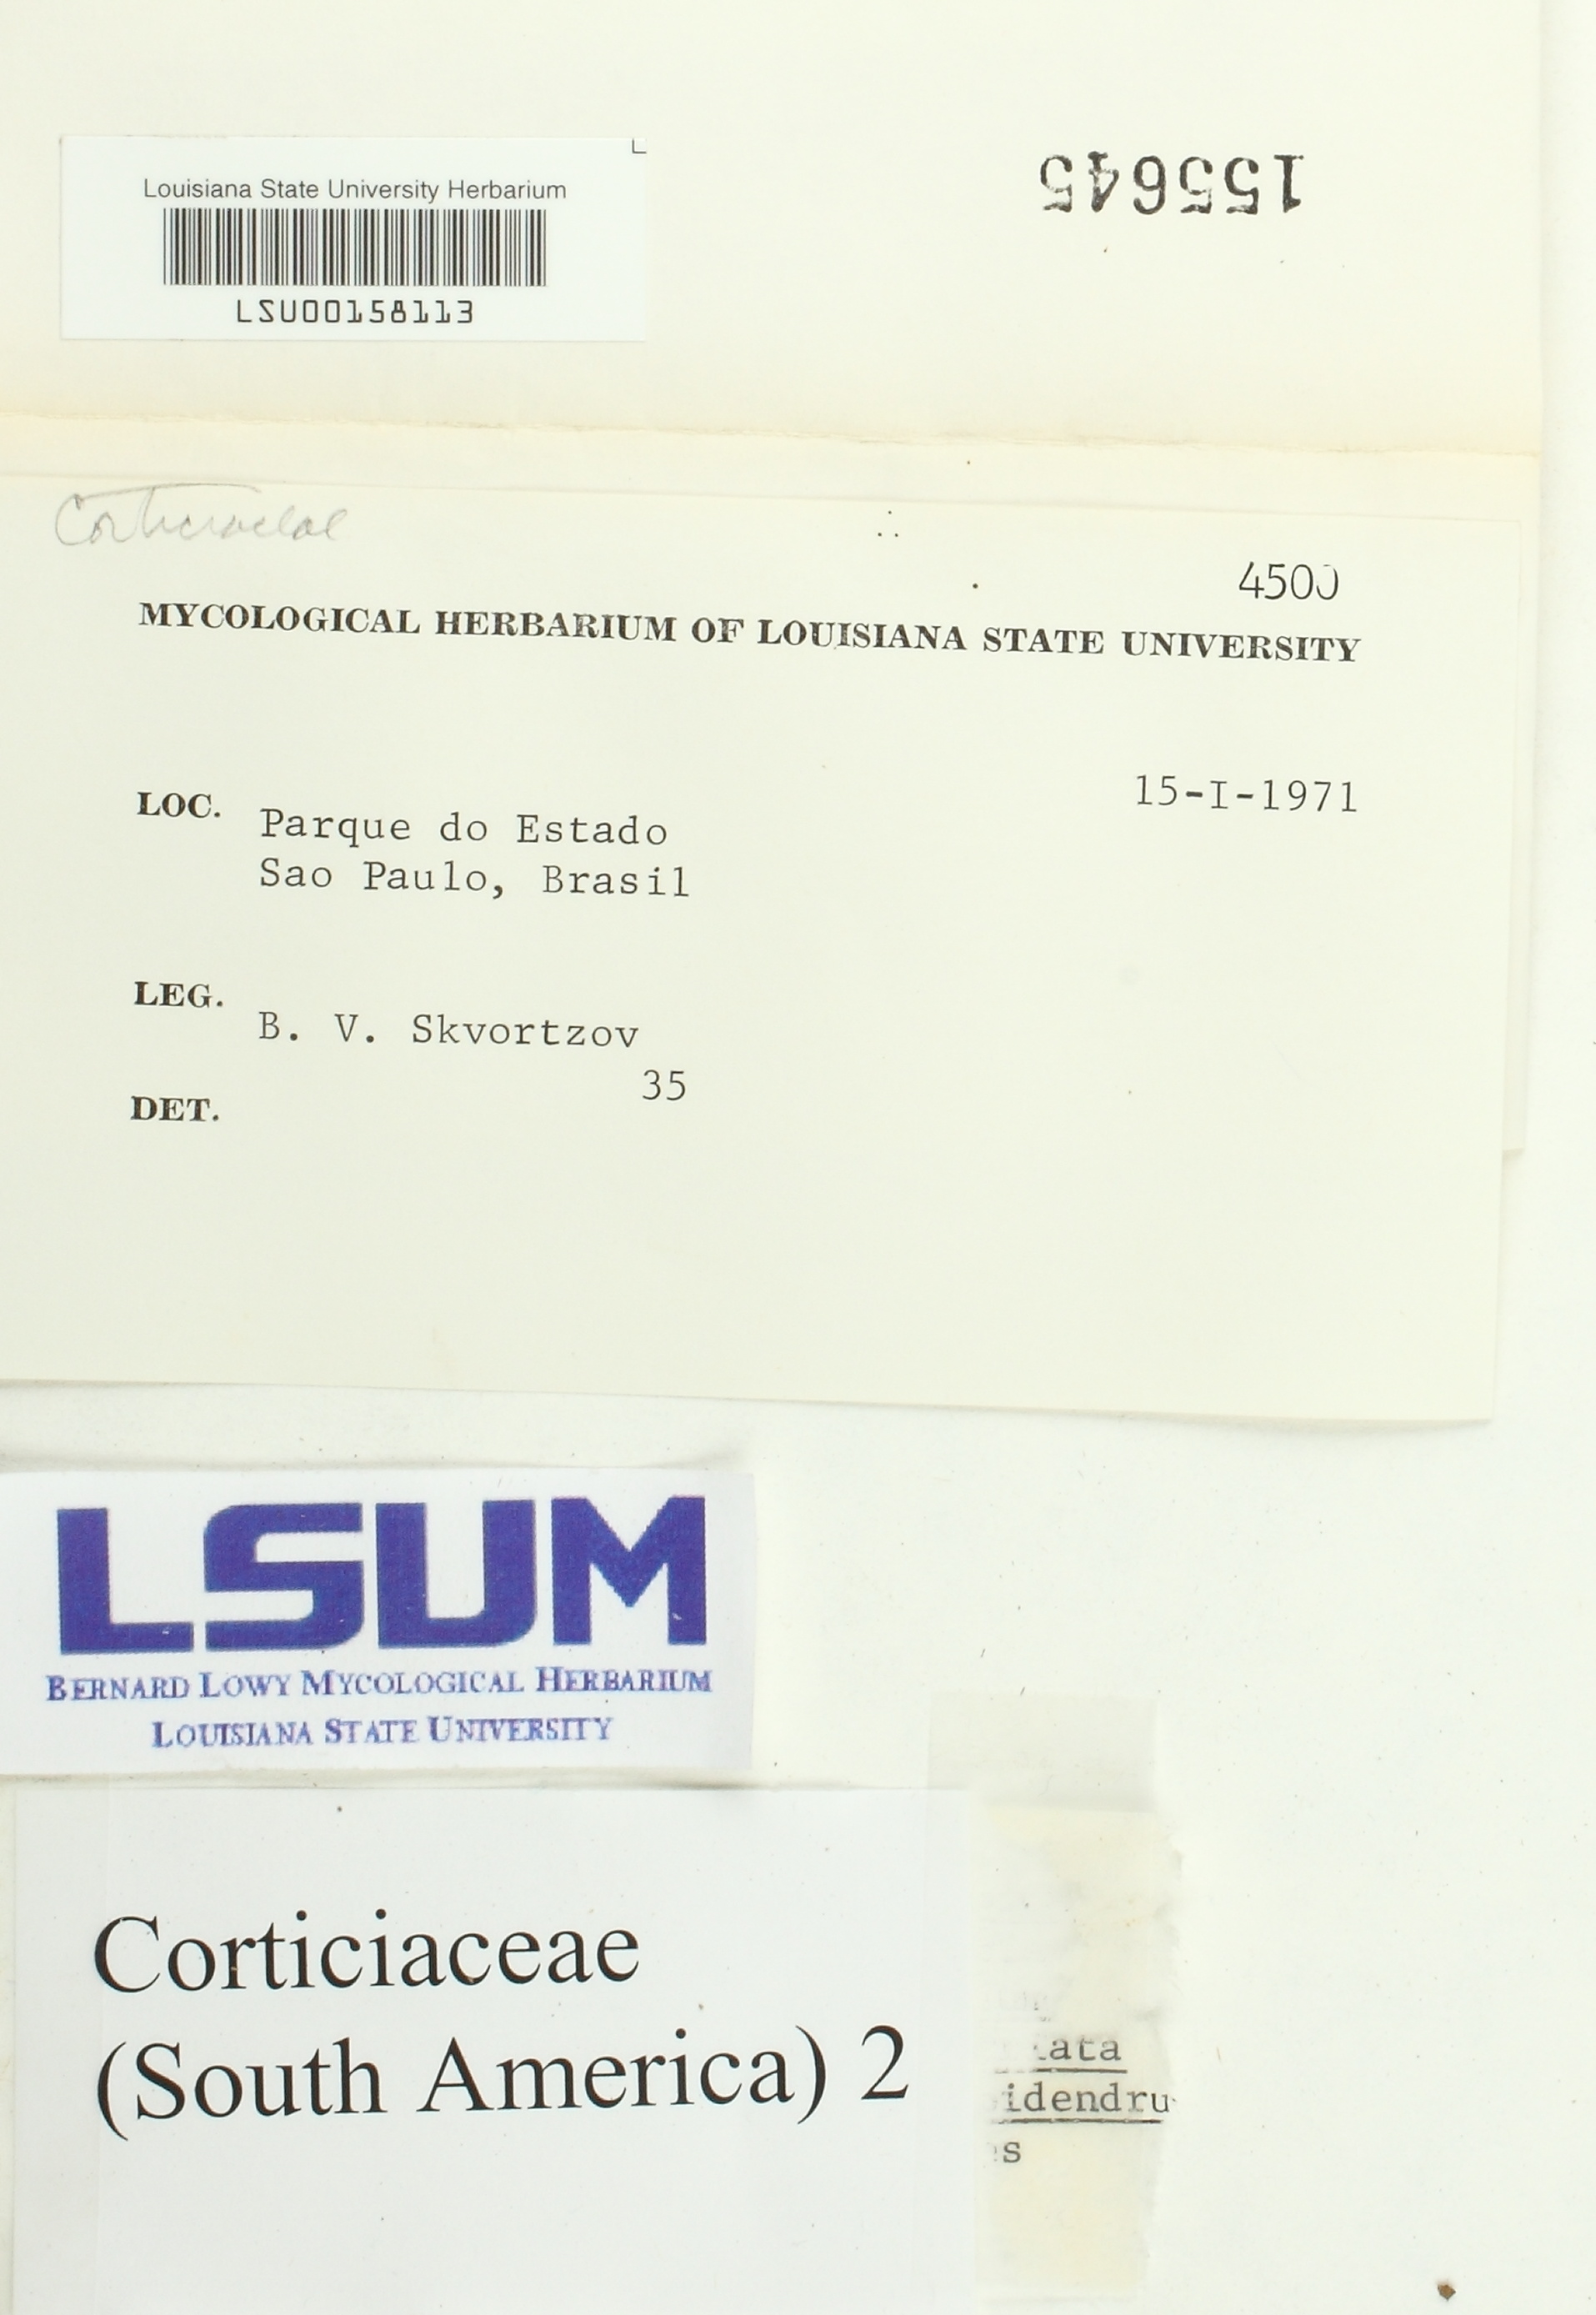 Louisiana State University Herbarium
LSU00158113
155645
4500
MYCOLOGICAL HERBARIUM OF LOUISIANA STATE UNIVERSITY
15-I-1971
LOC. Parque do Estado
Sao Paulo, Brasil
LEG. B. V. Skvortzov
35
DET.
LSUM
BERNARD LOWY MYCOLOGICAL HERBARIUM
LOUISIANA STATE UNIVERSITY
Corticiaceae
(South America) 2
ata
idendru
s